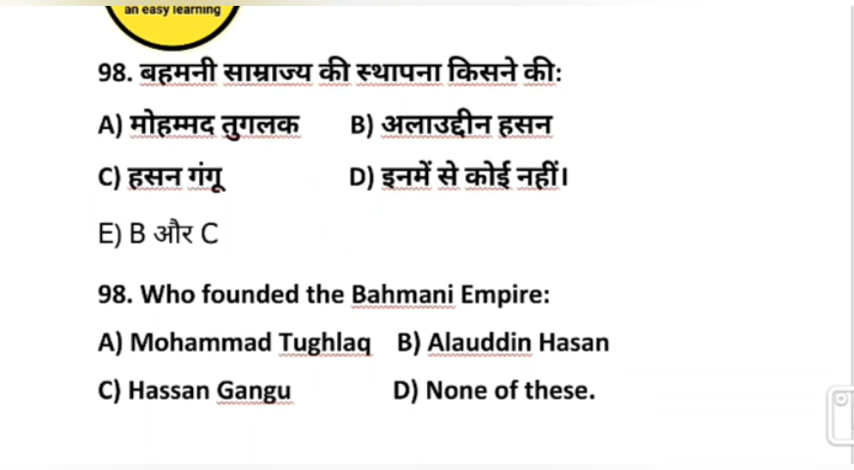 an easy learning
98. बहमनी साम्राज्य की स्थापना किसने की:
A) मोहम्मद तुगलक B) अलाउद्दीन हसन
C) हसन गंगू D) इनमें से कोई नहीं।
E) B और C
98. Who founded the Bahmani Empire:
A) Mohammad Tughlaq B) Alauddin Hasan
C) Hassan Gangu D) None of these.